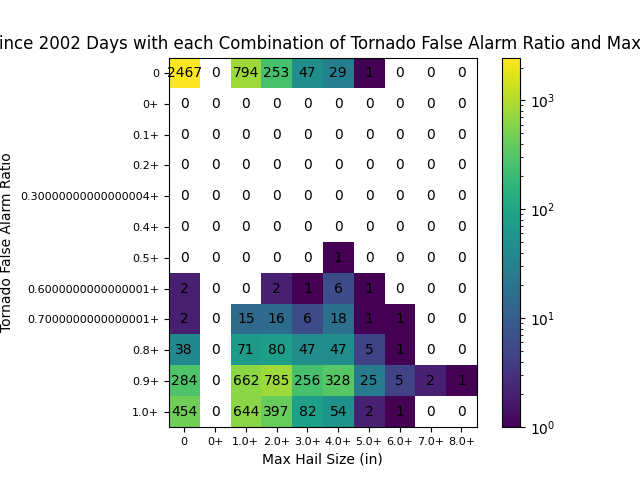 ince 2002 Days with each Combination of Tornado False Alarm Ratio and Max
Tornado False Alarm Ratio
0 2467 0 794 253 47 29 1 0 0 0
0+ 0 0 0 0 0 0 0 0 0 0
0.1+ 0 0 0 0 0 0 0 0 0 0
0.2+ 0 0 0 0 0 0 0 0 0 0
0.30000000000000004+ 0 0 0 0 0 0 0 0 0 0
0.4+ 0 0 0 0 0 0 0 0 0 0
0.5+ 0 0 0 0 0 1 0 0 0 0
0.6000000000000001+ 2 0 0 2 1 6 1 0 0 0
0.7000000000000001+ 2 0 15 16 6 18 1 1 0 0
0.8+ 38 0 71 80 47 47 5 1 0 0
0.9+ 284 0 662 785 256 328 25 5 2 1
1.0+ 454 0 644 397 82 54 2 1 0 0
0 0+ 1.0+ 2.0+ 3.0+ 4.0+ 5.0+ 6.0+ 7.0+ 8.0+
Max Hail Size (in)
10³
10²
10¹
10⁰